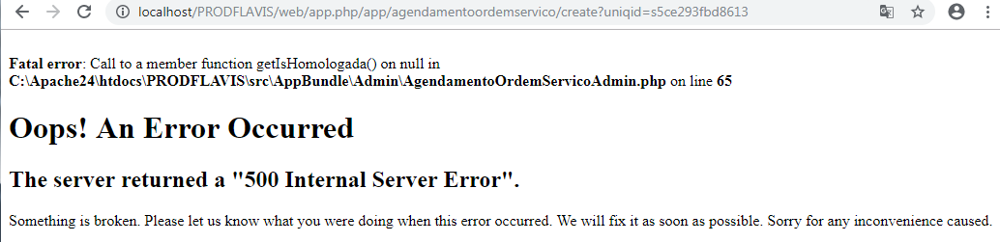 localhost/PRODFLAVIS/web/app.php/app/agendamentoordemservico/create?uniqid=s5ce293fbd8613
Fatal error: Call to a member function getIsHomologada() on null in
C:\Apache24\htdocs\PRODFLAVIS\src\AppBundle\Admin\AgendamentoOrdemServicoAdmin.php on line 65
Oops! An Error Occurred
The server returned a "500 Internal Server Error".
Something is broken. Please let us know what you were doing when this error occurred. We will fix it as soon as possible. Sorry for any inconvenience caused.